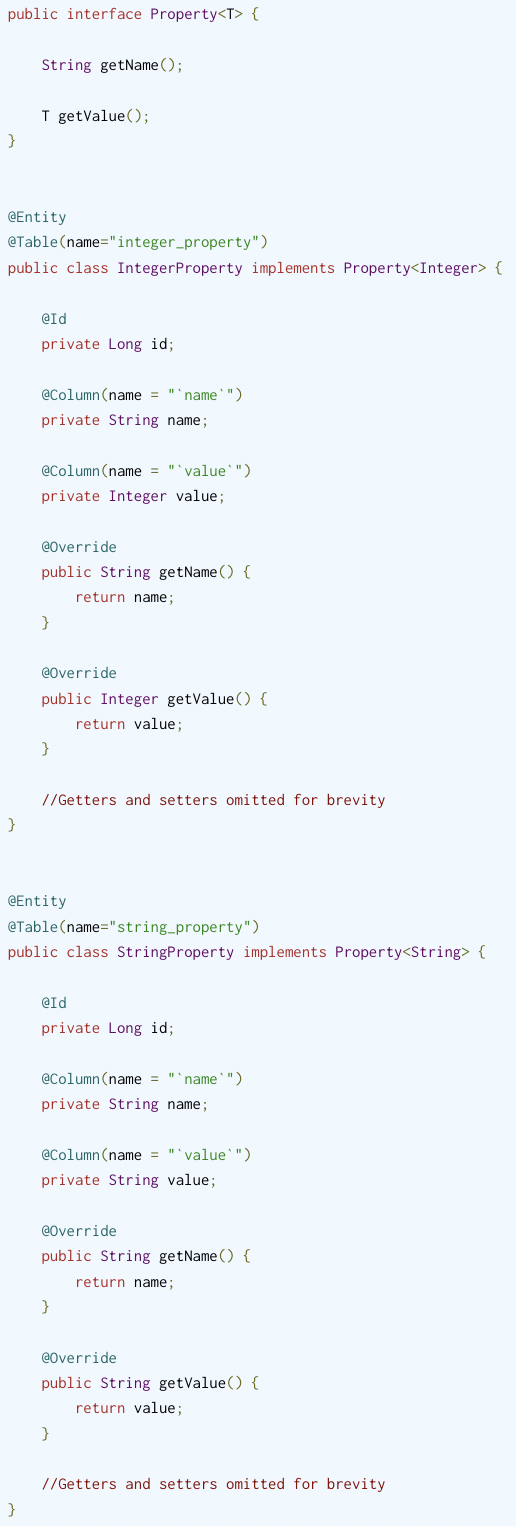 public interface Property<T> {
    String getName();
    T getValue();
}
@Entity
@Table(name="integer_property")
public class IntegerProperty implements Property<Integer> {
    @Id
    private Long id;
    @Column(name = "`name`")
    private String name;
    @Column(name = "`value`")
    private Integer value;
    @Override
    public String getName() {
        return name;
    }
    @Override
    public Integer getValue() {
        return value;
    }
    //Getters and setters omitted for brevity
}
@Entity
@Table(name="string_property")
public class StringProperty implements Property<String> {
    @Id
    private Long id;
    @Column(name = "`name`")
    private String name;
    @Column(name = "`value`")
    private String value;
    @Override
    public String getName() {
        return name;
    }
    @Override
    public String getValue() {
        return value;
    }
    //Getters and setters omitted for brevity
}